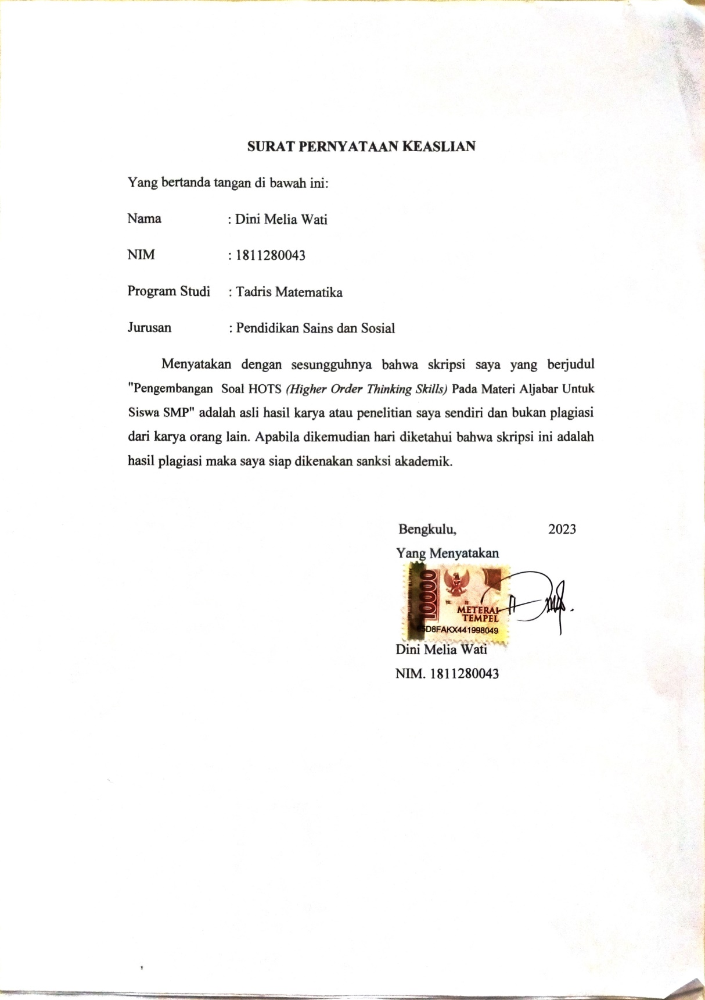 SURAT PERNYATAAN KEASLIAN
Yang bertanda tangan di bawah ini:
Nama : Dini Melia Wati
NIM : 1811280043
Program Studi : Tadris Matematika
Jurusan : Pendidikan Sains dan Sosial
Menyatakan dengan sesungguhnya bahwa skripsi saya yang berjudul
"Pengembangan Soal HOTS (Higher Order Thinking Skills) Pada Materi Aljabar Untuk
Siswa SMP" adalah asli hasil karya atau penelitian saya sendiri dan bukan plagiasi
dari karya orang lain. Apabila dikemudian hari diketahui bahwa skripsi ini adalah
hasil plagiasi maka saya siap dikenakan sanksi akademik.
Bengkulu, 2023
Yang Menyatakan
10000
METERAI
TEMPEL
5D8FAKX441998049
Dini Melia Wati
NIM. 1811280043